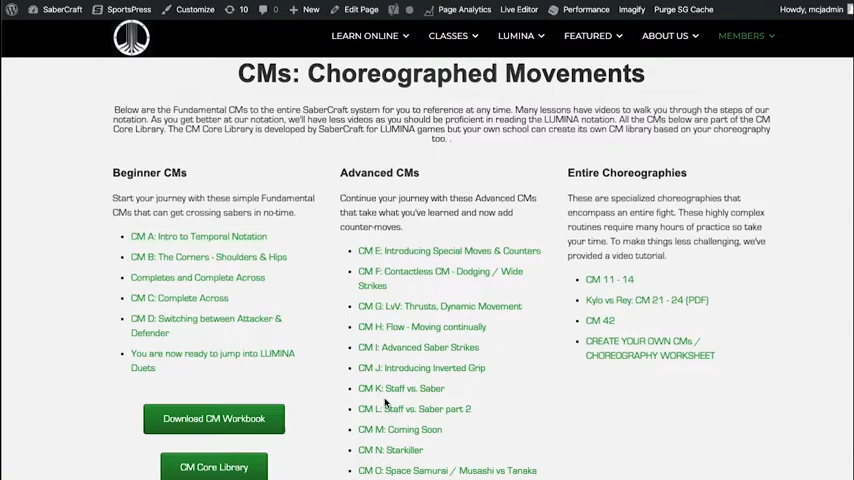 SaberCraft SportsPress Customize 10 New Edit Page Page Analytics Live Editor Performance Imagify Purge SG Cache Howdy, mcjadmin
LEARN ONLINE CLASSES LUMINA FEATURED ABOUT US MEMBERS
CMs: Choreographed Movements
Below are the Fundamental CMs to the entire SaberCraft system for you to reference at any time. Many lessons have videos to walk you through the steps of our
notation. As you get better at our notation, we'll have less videos as you should be proficient in reading the LUMINA notation. All the CMs below are part of the CM
Core Library. The CM Core Library is developed by SaberCraft for LUMINA games but your own school can create its own CM library based on your choreography
too. .
Beginner CMs
Start your journey with these simple Fundamental
CMs that can get crossing sabers in no-time.
CM A: Intro to Temporal Notation
CM B: The Corners - Shoulders & Hips
Completes and Complete Across
CM C: Complete Across
CM D: Switching between Attacker &
Defender
You are now ready to jump into LUMINA
Duets
Download CM Workbook
CM Core Library
Advanced CMs
Continue your journey with these Advanced CMs
that take what you've learned and now add
counter-moves.
CM E: Introducing Special Moves & Counters
CM F: Contactless CM - Dodging / Wide
Strikes
CM G: LvV: Thrusts, Dynamic Movement
CM H: Flow - Moving continually
CM I: Advanced Saber Strikes
CM J: Introducing Inverted Grip
CM K: Staff vs. Saber
CM L: Staff vs. Saber part 2
CM M: Coming Soon
CM N: Starkiller
CM O: Space Samurai / Musashi vs Tanaka
Entire Choreographies
These are specialized choreographies that
encompass an entire fight. These highly complex
routines require many hours of practice so take
your time. To make things less challenging, we've
provided a video tutorial.
CM 11 - 14
Kylo vs Rey: CM 21 - 24 (PDF)
CM 42
CREATE YOUR OWN CMs /
CHOREOGRAPHY WORKSHEET